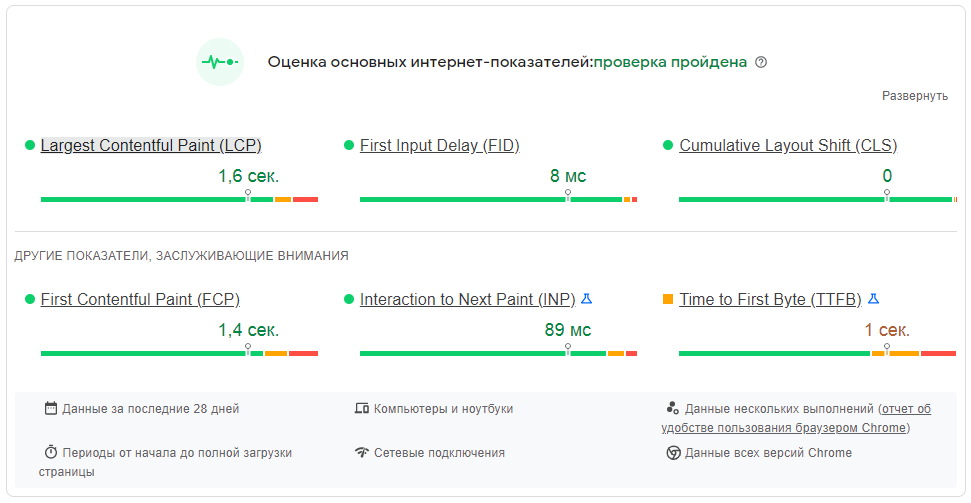 Оценка основных интернет-показателей:проверка пройдена
Развернуть
Largest Contentful Paint (LCP)
First Input Delay (FID)
Cumulative Layout Shift (CLS)
1,6 сек.
8 мс
0
ДРУГИЕ ПОКАЗАТЕЛИ, ЗАСЛУЖИВАЮЩИЕ ВНИМАНИЯ
First Contentful Paint (FCP)
Interaction to Next Paint (INP)
Time to First Byte (TTFB)
1,4 сек.
89 мс
1 сек.
Данные за последние 28 дней
Компьютеры и ноутбуки
Данные нескольких выполнений (отчет об
удобстве пользования браузером Chrome)
Периоды от начала до полной загрузки
страницы
Сетевые подключения
Данные всех версий Chrome